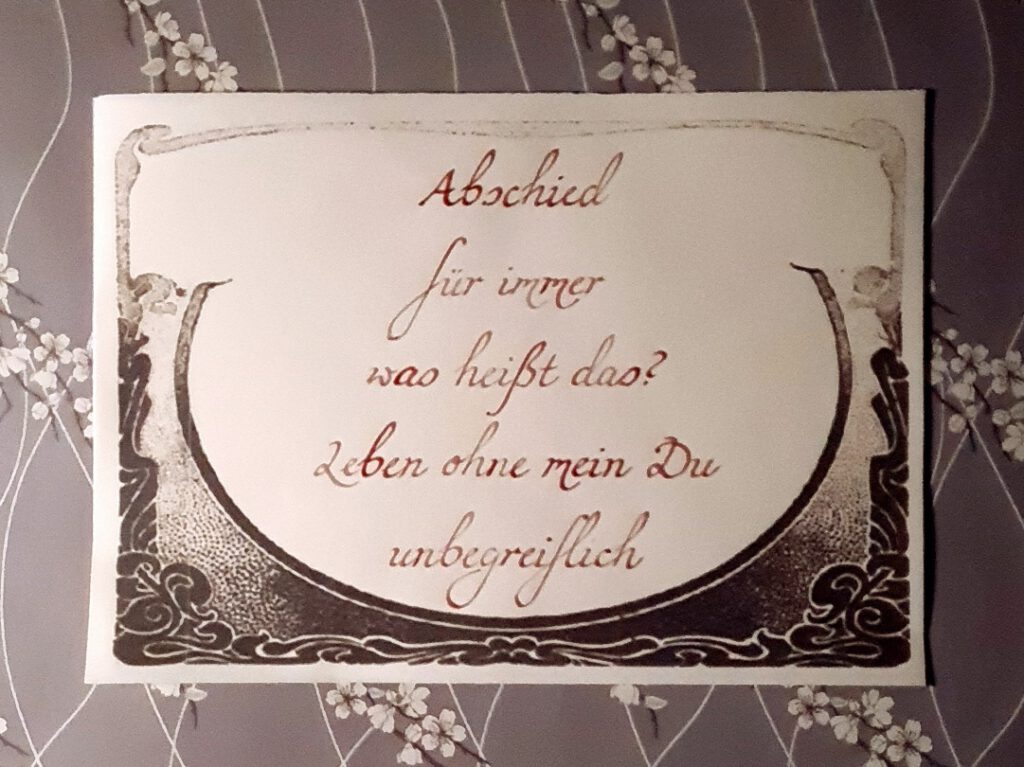 Abschied
für immer
was heißt das?
Leben ohne mein Du
unbegreiflich